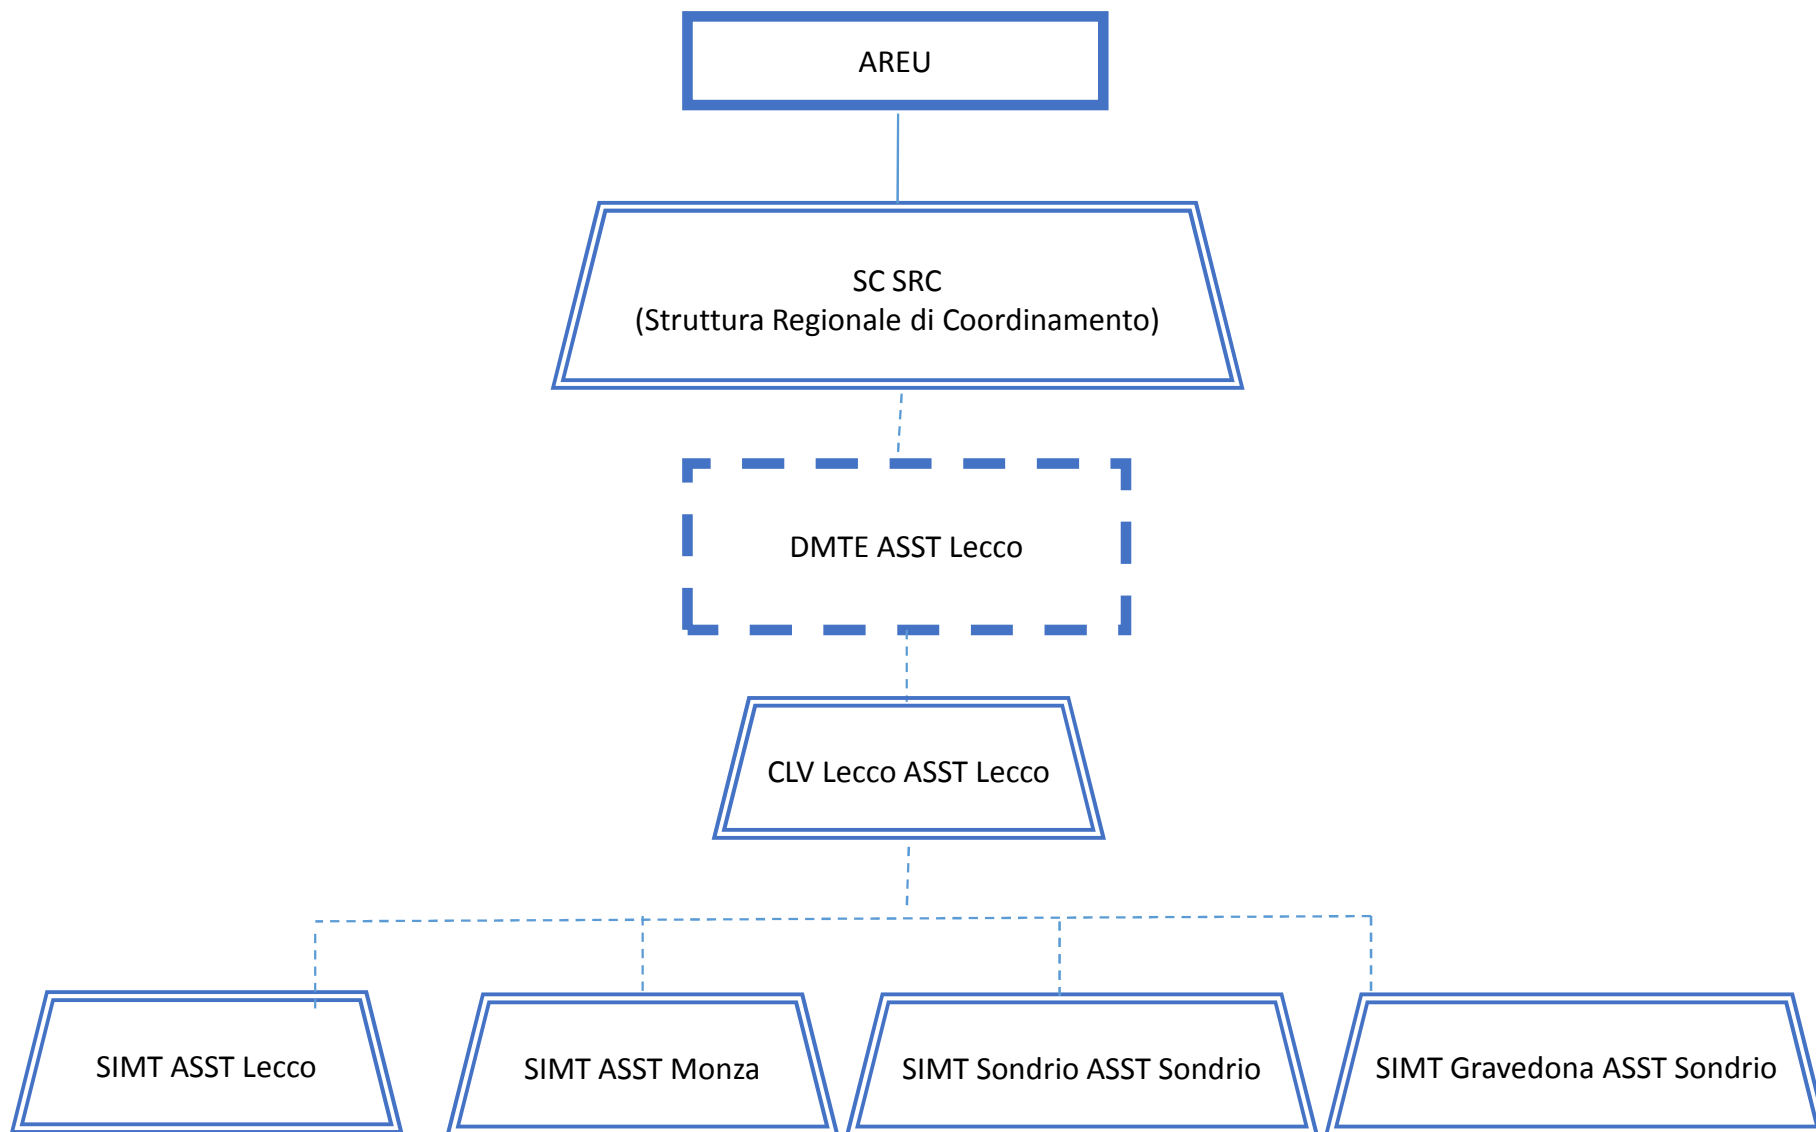 AREU
SC SRC
(Struttura Regionale di Coordinamento)
DMTE ASST Lecco
CLV Lecco ASST Lecco
SIMT ASST Lecco
SIMT ASST Monza
SIMT Sondrio ASST Sondrio
SIMT Gravedona ASST Sondrio